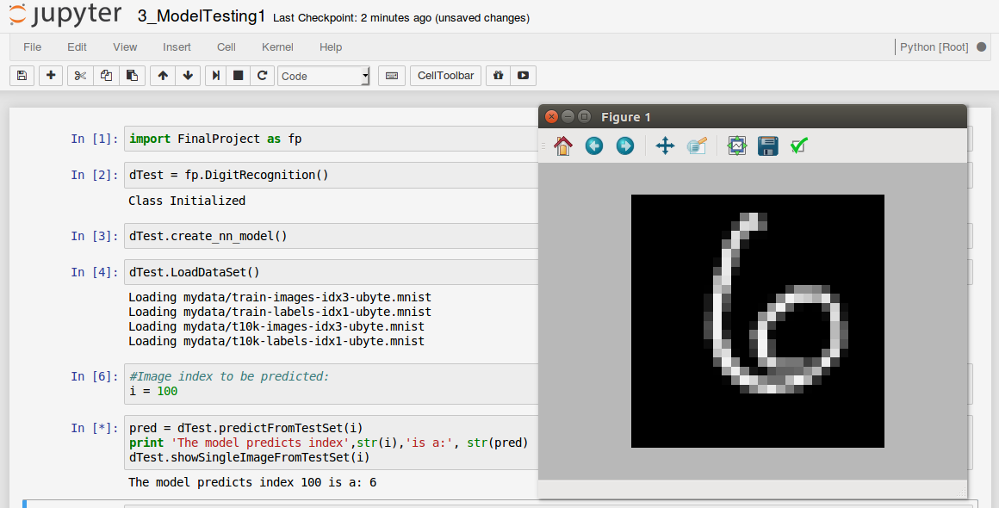 jupyter 3_ModelTesting1 Last Checkpoint: 2 minutes ago (unsaved changes)
File Edit View Insert Cell Kernel Help Python [Root]
Code CellToolbar
Figure 1
In [1]: import FinalProject as fp
In [2]: dTest = fp.DigitRecognition()
Class Initialized
In [3]: dTest.create_nn_model()
In [4]: dTest.LoadDataSet()
Loading mydata/train-images-idx3-ubyte.mnist
Loading mydata/train-labels-idx1-ubyte.mnist
Loading mydata/t10k-images-idx3-ubyte.mnist
Loading mydata/t10k-labels-idx1-ubyte.mnist
In [6]: #Image index to be predicted:
i = 100
In [*]: pred = dTest.predictFromTestSet(i)
print 'The model predicts index',str(i),'is a:', str(pred)
dTest.showSingleImageFromTestSet(i)
The model predicts index 100 is a: 6
6